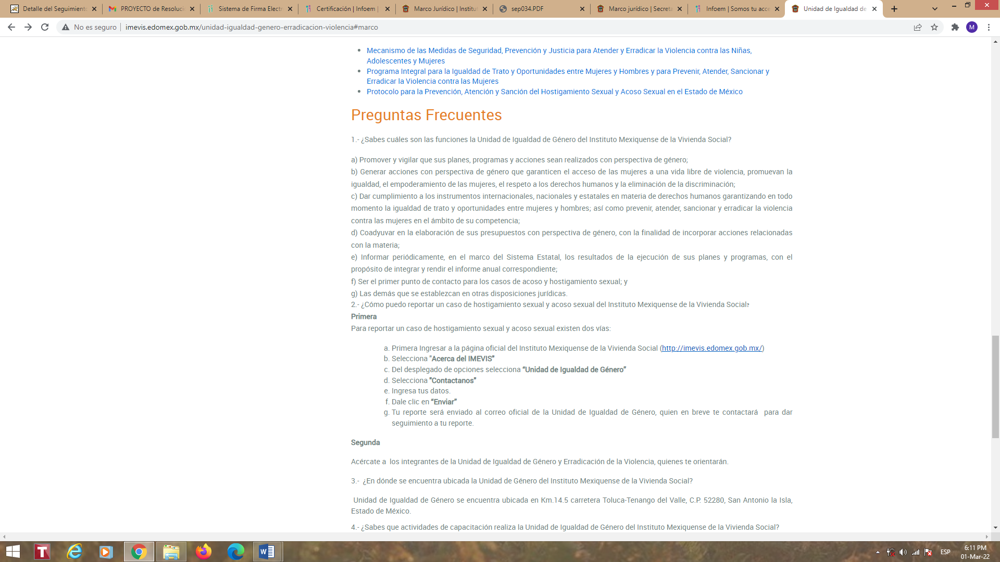 Detalle del Seguimiento
PROYECTO de Resoluci
Sistema de Firma Electr
Certificación | Infoem |
Marco Jurídico | Institut
sep034.PDF
Marco jurídico | Secreta
Infoem | Somos tu acce
Unidad de Igualdad de
No es seguro
imevis.edomex.gob.mx/unidad-igualdad-genero-erradicacion-violencia#marco
M
Mecanismo de las Medidas de Seguridad, Prevención y Justicia para Atender y Erradicar la Violencia contra las Niñas,
Adolescentes y Mujeres
Programa Integral para la Igualdad de Trato y Oportunidades entre Mujeres y Hombres y para Prevenir, Atender, Sancionar y
Erradicar la Violencia contra las Mujeres
Protocolo para la Prevención, Atención y Sanción del Hostigamiento Sexual y Acoso Sexual en el Estado de México
Preguntas Frecuentes
1.- ¿Sabes cuáles son las funciones la Unidad de Igualdad de Género del Instituto Mexiquense de la Vivienda Social?
a) Promover y vigilar que sus planes, programas y acciones sean realizados con perspectiva de género;
b) Generar acciones con perspectiva de género que garanticen el acceso de las mujeres a una vida libre de violencia, promuevan la
igualdad, el empoderamiento de las mujeres, el respeto a los derechos humanos y la eliminación de la discriminación;
c) Dar cumplimiento a los instrumentos internacionales, nacionales y estatales en materia de derechos humanos garantizando en todo
momento la igualdad de trato y oportunidades entre mujeres y hombres; así como prevenir, atender, sancionar y erradicar la violencia
contra las mujeres en el ámbito de su competencia;
d) Coadyuvar en la elaboración de sus presupuestos con perspectiva de género, con la finalidad de incorporar acciones relacionadas
con la materia;
e) Informar periódicamente, en el marco del Sistema Estatal, los resultados de la ejecución de sus planes y programas, con el
propósito de integrar y rendir el informe anual correspondiente;
f) Ser el primer punto de contacto para los casos de acoso y hostigamiento sexual; y
g) Las demás que se establezcan en otras disposiciones jurídicas.
2.- ¿Cómo puedo reportar un caso de hostigamiento sexual y acoso sexual del Instituto Mexiquense de la Vivienda Social?
Primera
Para reportar un caso de hostigamiento sexual y acoso sexual existen dos vías:
a. Primera Ingresar a la página oficial del Instituto Mexiquense de la Vivienda Social (http://imevis.edomex.gob.mx/)
b. Selecciona "Acerca del IMEVIS”
c. Del desplegado de opciones selecciona “Unidad de Igualdad de Género”
d. Selecciona "Contactanos"
e. Ingresa tus datos.
f. Dale clic en “Enviar”
g. Tu reporte será enviado al correo oficial de la Unidad de Igualdad de Género, quien en breve te contactará para dar
seguimiento a tu reporte.
Segunda
Acércate a los integrantes de la Unidad de Igualdad de Género y Erradicación de la Violencia, quienes te orientarán.
3.- ¿En dónde se encuentra ubicada la Unidad de Género del Instituto Mexiquense de la Vivienda Social?
Unidad de Igualdad de Género se encuentra ubicada en Km.14.5 carretera Toluca-Tenango del Valle, C.P. 52280, San Antonio la Isla,
Estado de México.
4.- ¿Sabes que actividades de capacitación realiza la Unidad de Igualdad de Género del Instituto Mexiquense de la Vivienda Social?
ESP
6:11 PM
01-Mar-22